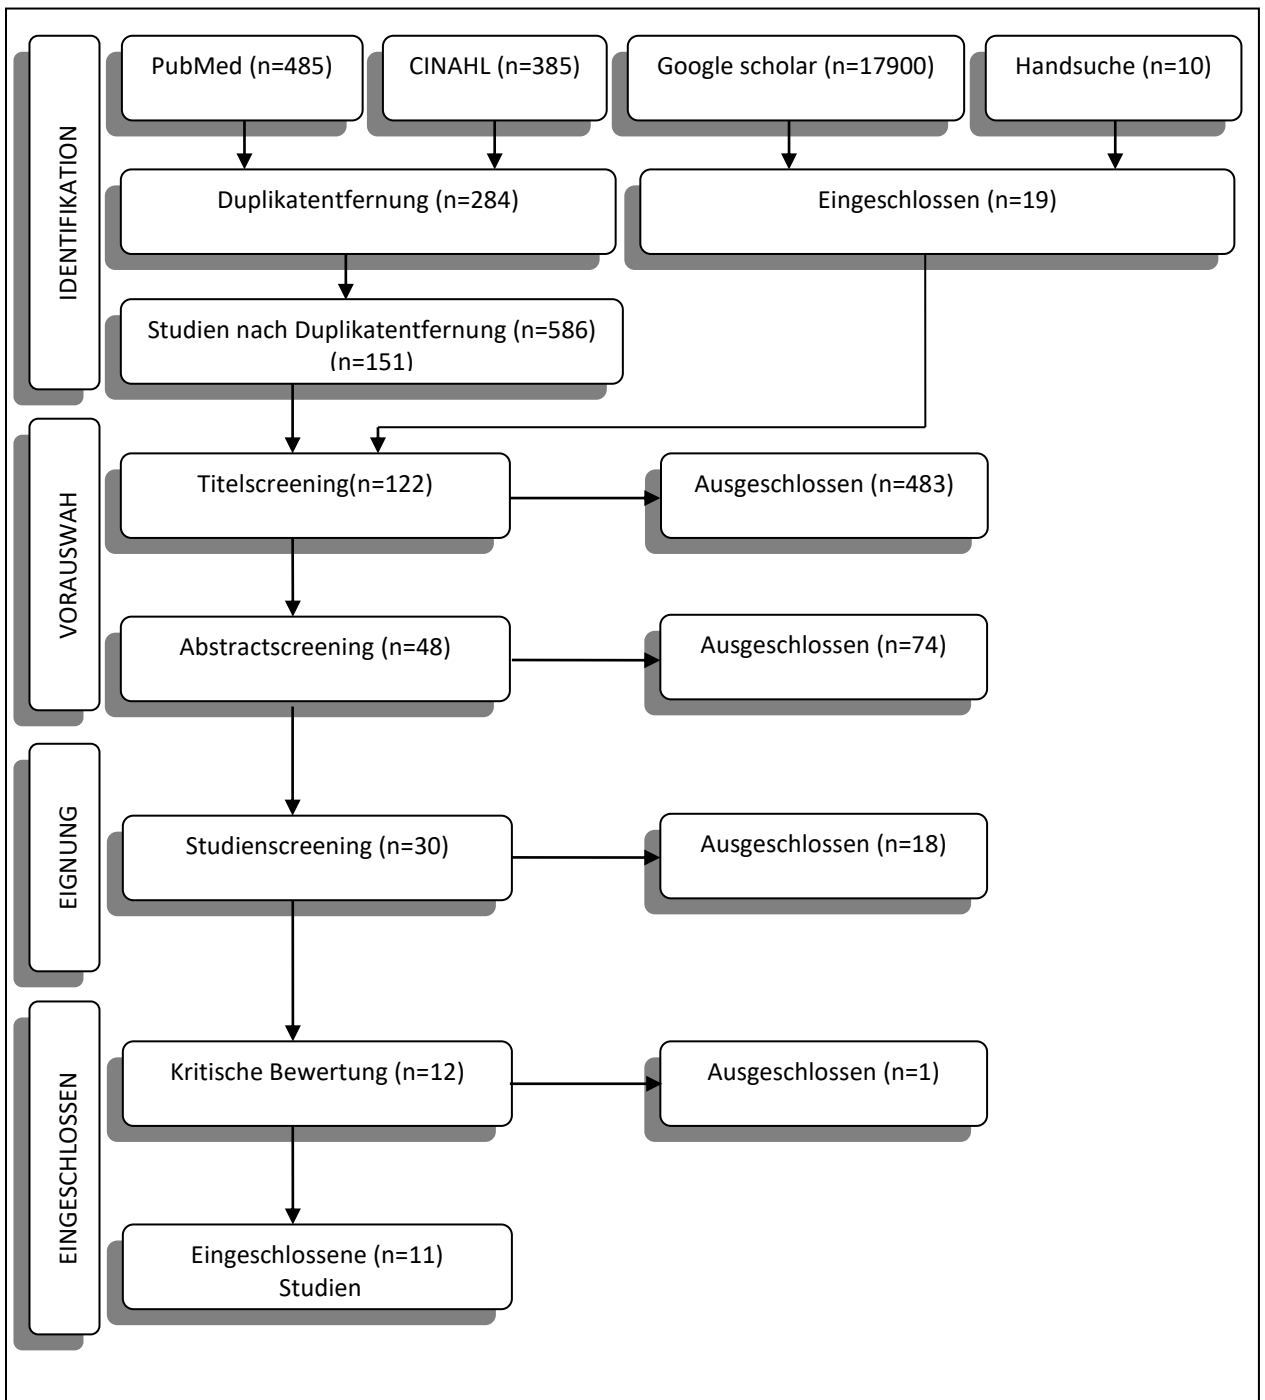 IDENTIFIKATION
PubMed (n=485)
CINAHL (n=385)
Google scholar (n=17900)
Handsuche (n=10)
Duplikatentfernung (n=284)
Eingeschlossen (n=19)
Studien nach Duplikatentfernung (n=586)
(n=151)
VORAUSWAH
Titelscreening(n=122)
Ausgeschlossen (n=483)
Abstractscreening (n=48)
Ausgeschlossen (n=74)
EIGNUNG
Studienscreening (n=30)
Ausgeschlossen (n=18)
EINGESCHLOSSEN
Kritische Bewertung (n=12)
Ausgeschlossen (n=1)
Eingeschlossene (n=11)
Studien